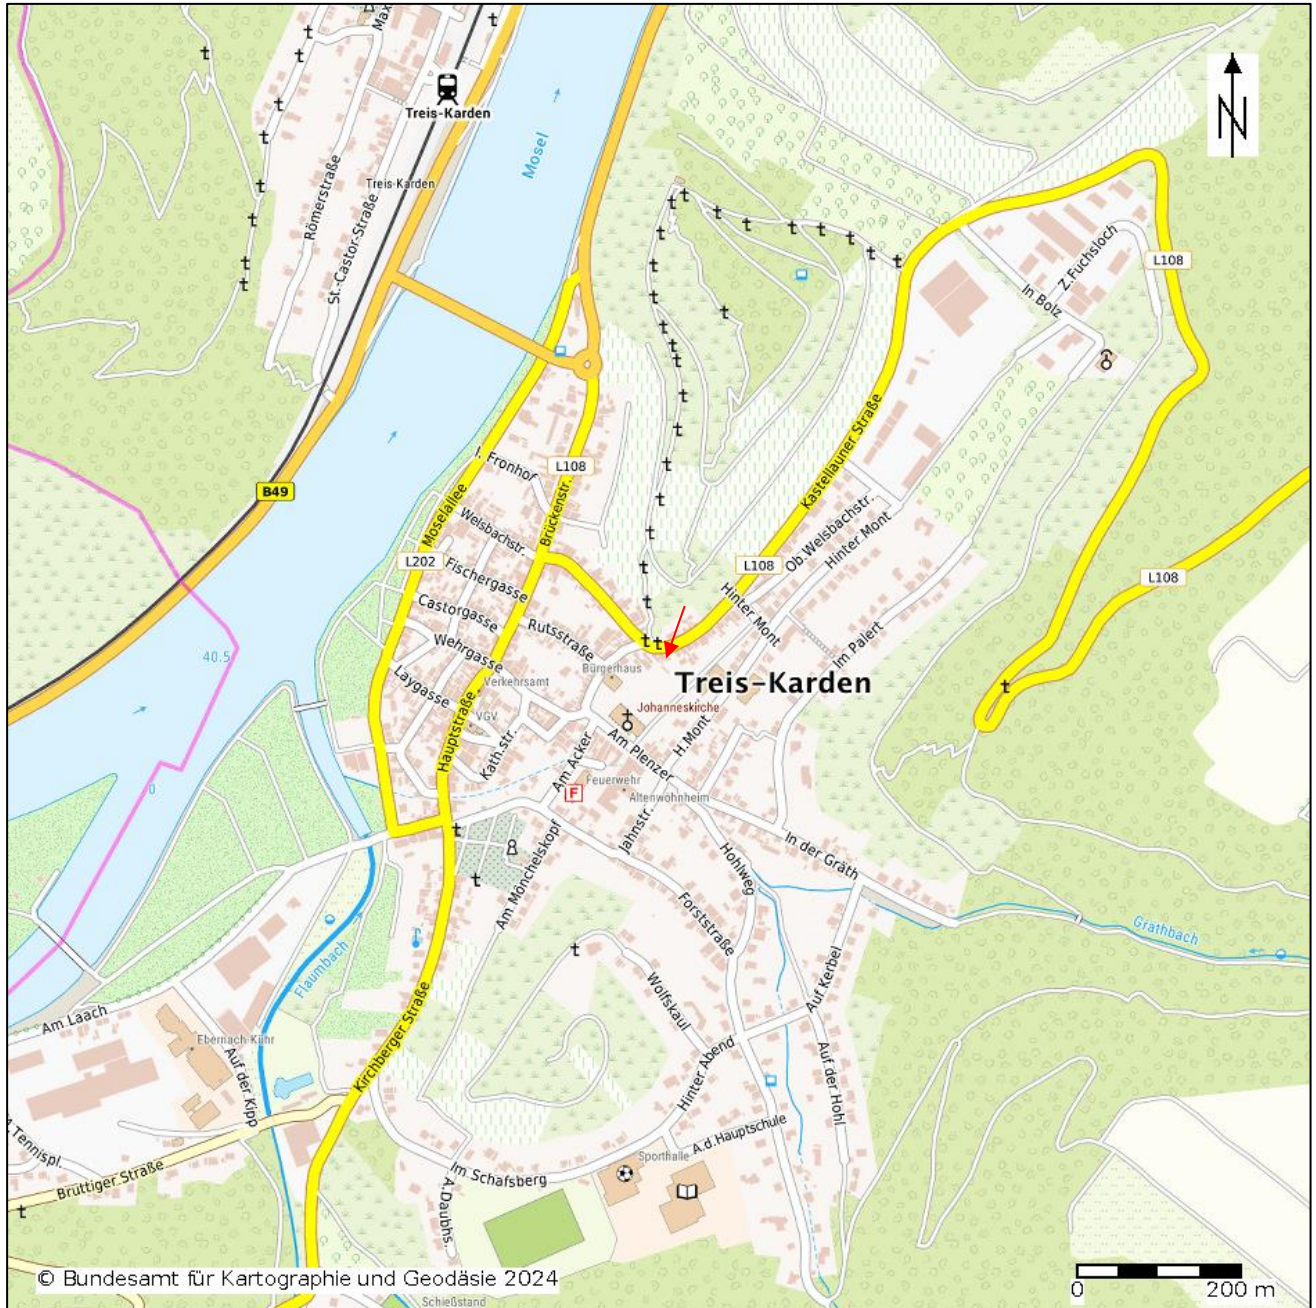 Max
Treis-Karden
Mosel
N
Treis-Karden
Römerstraße
St.-Castor-Straße
Z.Fuchsloch
L108
In Bolz
Kastellauner Straße
I. Fronhof
L108
B49
Moselallee
Brückenstr.
Welsbachstr.
Ob.Welsbachstr.
Hinter Mont
L202
L108
L108
Fischergasse
Hinter Mont
Castorgasse
Rutsstraße
Im Palert
Wehrgasse
40.5
Bürgerhaus
Treis-Karden
Laygasse
Verkehrsamt
Johanneskirche
VGV
Hauptstraße
Kath.str.
H.Mont
Am Plenzer
Am Acker
0
Feuerwehr
F
Altenwohnheim
Jahnstr.
In der Gräth
Hohlweg
Am Mönchelskopf
Forststraße
Grathbach
Flaumbach
Wolfskaul
Auf Kerbel
Am Laach
Kirchberger Straße
Ebernach-Kühr
Auf der Kipp
Hinter Abend
Auf der Hohl
A.d.Hauptschule
Tennispl.
Sporthalle
Bruttiger Straße
Im Schafsberg
A.Daubhs.
© Bundesamt für Kartographie und Geodäsie 2024
0 200 m
Schießstand